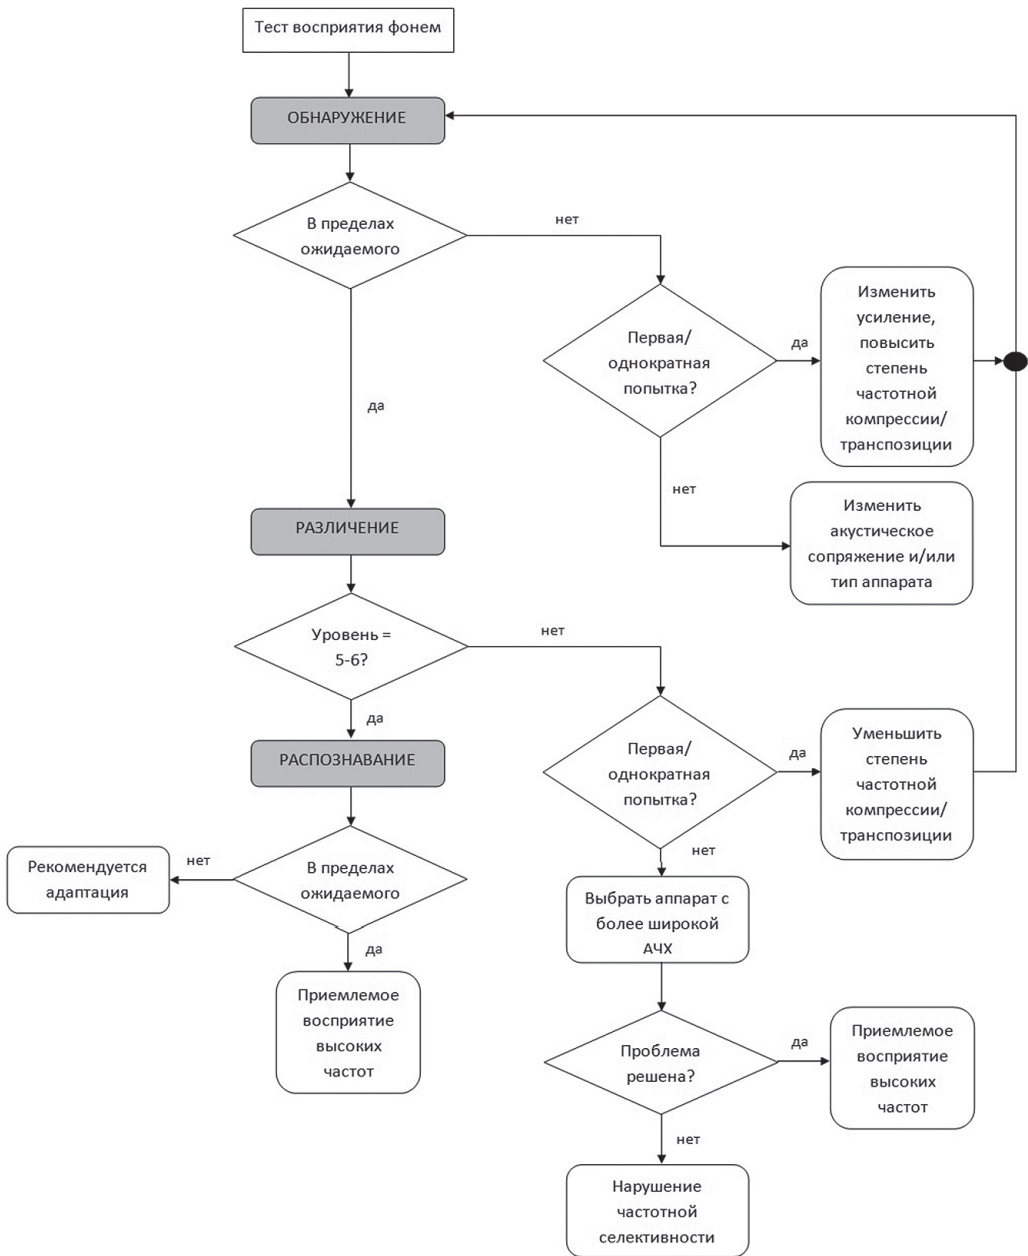 Тест восприятия фонем
ОБНАРУЖЕНИЕ
В пределах
ожидаемого
нет
Первая/
однократная
попытка?
да
Изменить
усиление,
повысить
степень
частотной
компрессии/
транспозиции
да
нет
Изменить
акустическое
сопряжение и/или
тип аппарата
РАЗЛИЧЕНИЕ
Уровень =
5-6?
нет
да
Первая/
однократная
попытка?
да
Уменьшить
степень
частотной
компрессии/
транспозиции
РАСПОЗНАВАНИЕ
В пределах
ожидаемого
нет
Рекомендуется
адаптация
да
Приемлемое
восприятие
высоких
частот
нет
Выбрать аппарат с
более широкой
АЧХ
Проблема
решена?
да
Приемлемое
восприятие
высоких
частот
нет
Нарушение
частотной
селективности